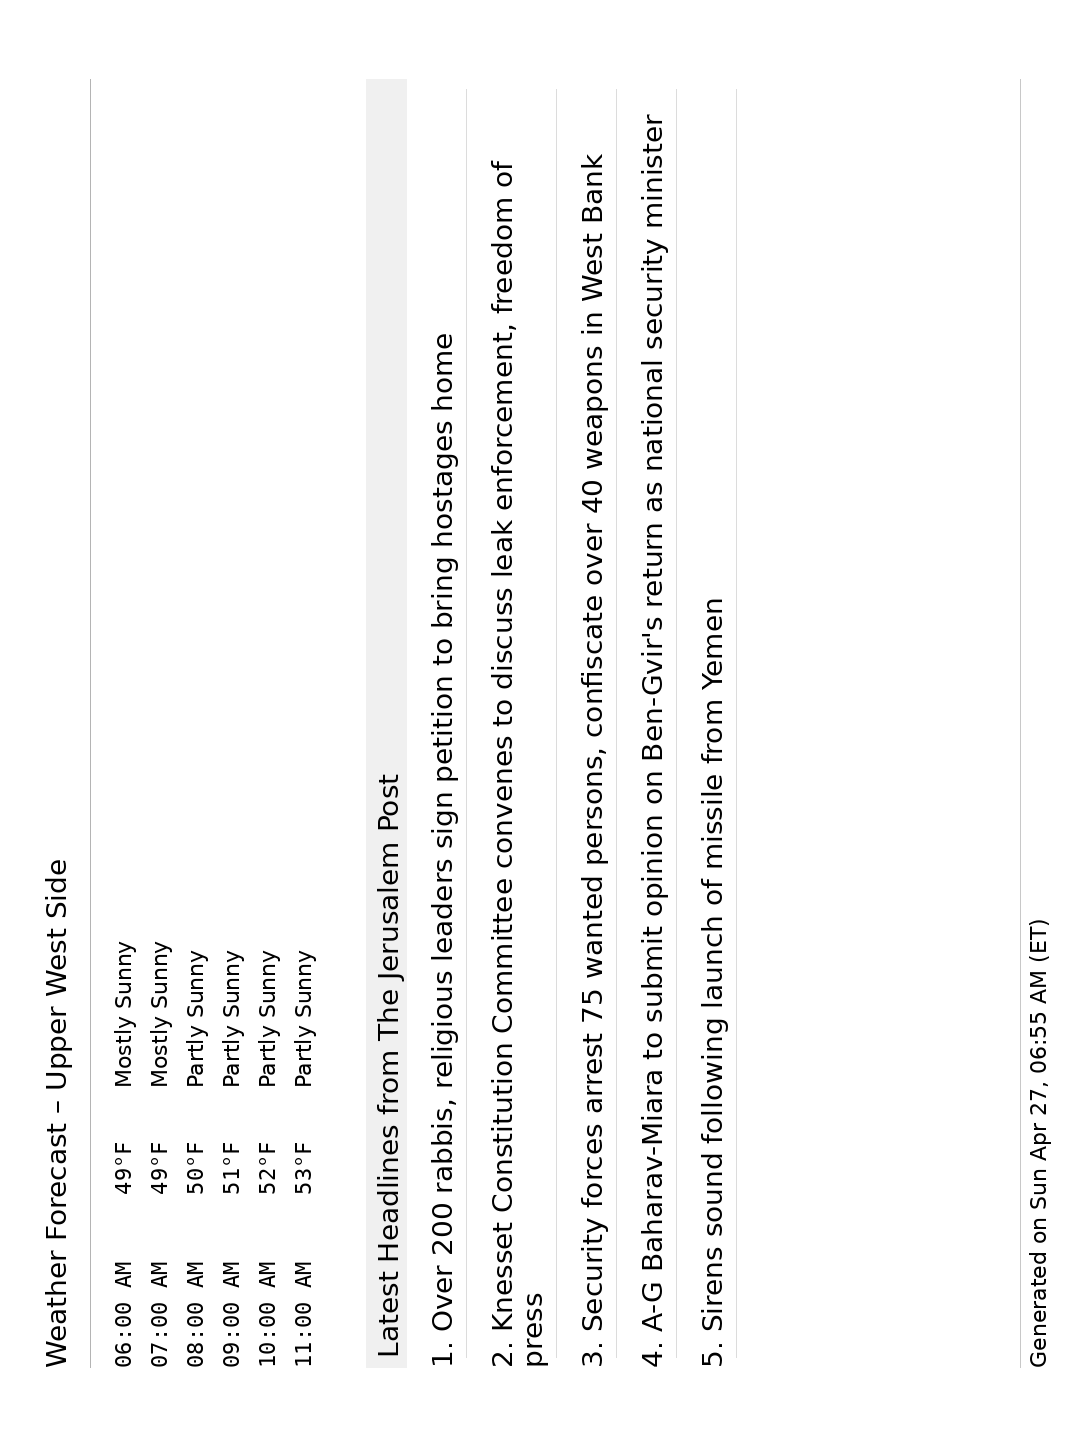 Weather Forecast – Upper West Side
06:00 AM 49°F Mostly Sunny
07:00 AM 49°F Mostly Sunny
08:00 AM 50°F Partly Sunny
09:00 AM 51°F Partly Sunny
10:00 AM 52°F Partly Sunny
11:00 AM 53°F Partly Sunny
Latest Headlines from The Jerusalem Post
1. Over 200 rabbis, religious leaders sign petition to bring hostages home
2. Knesset Constitution Committee convenes to discuss leak enforcement, freedom of
press
3. Security forces arrest 75 wanted persons, confiscate over 40 weapons in West Bank
4. A-G Baharav-Miara to submit opinion on Ben-Gvir's return as national security minister
5. Sirens sound following launch of missile from Yemen
Generated on Sun Apr 27, 06:55 AM (ET)